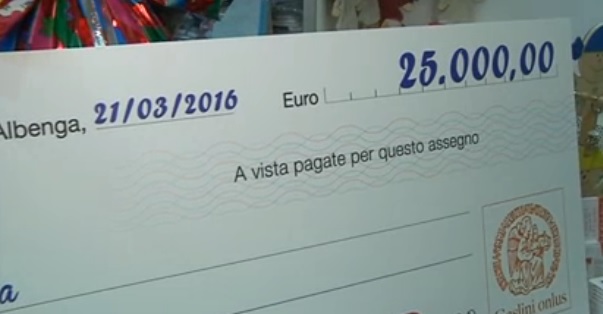 Albenga, 21/03/2016 Euro 25.000,00
A vista pagate per questo assegno
a
Gaslini onlus